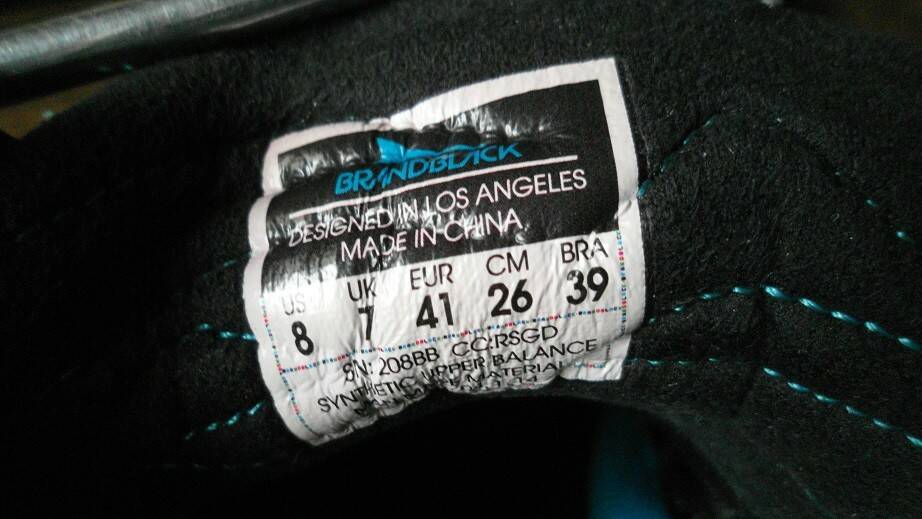 BRANDBLACK
DESIGNED IN LOS ANGELES
MADE IN CHINA
US UK EUR CM BRA
8 7 41 26 39
SN: 208BB CC:RSGD
SYNTHETIC UPPER BALANCE
MATERIAL